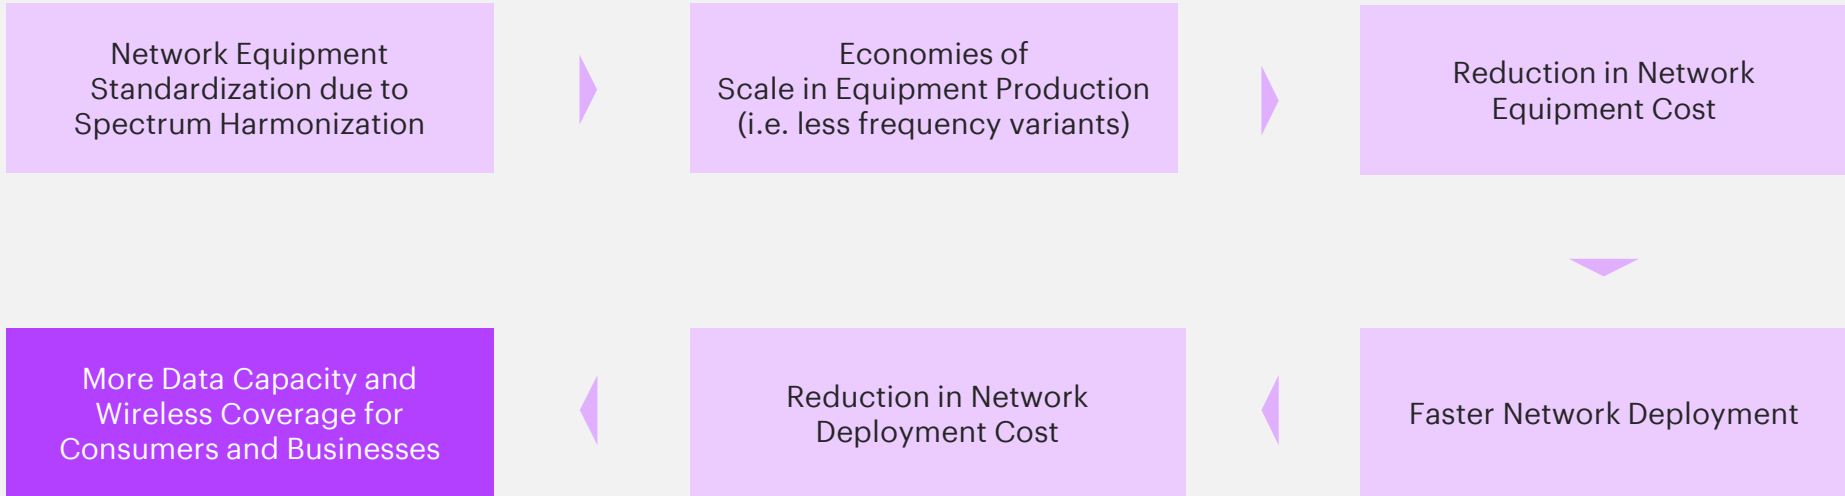 Network Equipment
Standardization due to
Spectrum Harmonization
Economies of
Scale in Equipment Production
(i.e. less frequency variants)
Reduction in Network
Equipment Cost
Faster Network Deployment
Reduction in Network
Deployment Cost
More Data Capacity and
Wireless Coverage for
Consumers and Businesses